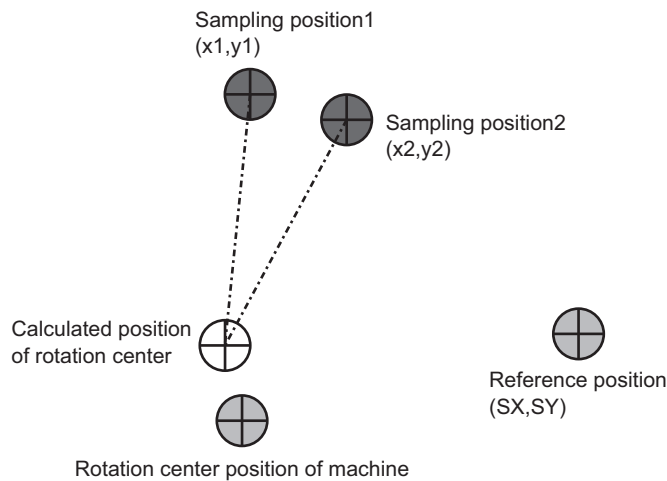 Sampling position1
(x1,y1)
Sampling position2
(x2,y2)
Calculated position
of rotation center
Reference position
(SX,SY)
Rotation center position of machine